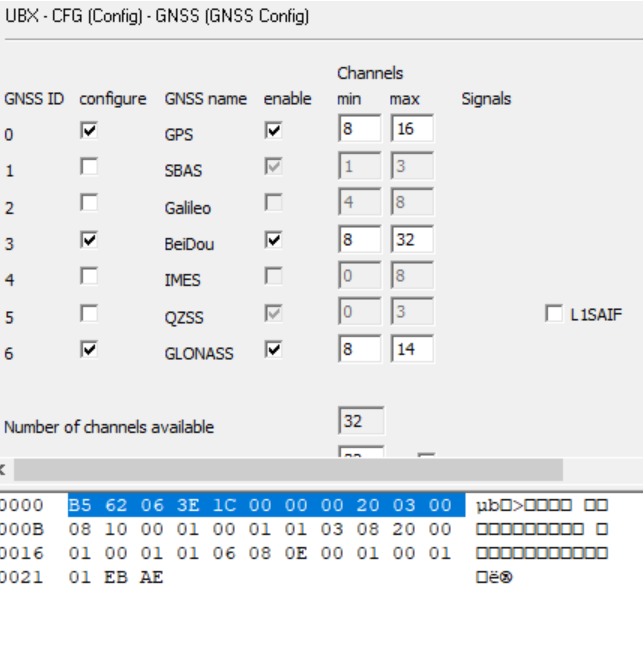 UBX - CFG (Config) - GNSS (GNSS Config)
Channels
GNSS ID configure GNSS name enable min max Signals
0 GPS 8 16
1 SBAS 1 3
2 Galileo 4 8
3 BeiDou 8 32
4 IMES 0 8
5 QZSS 0 3 L1SAIF
6 GLONASS 8 14
Number of channels available 32
0000 B5 62 06 3E 1C 00 00 00 20 03 00 µb□>□□□□ □□
000B 08 10 00 01 00 01 01 03 08 20 00 □□□□□□□□□ □
0016 01 00 01 01 06 08 0E 00 01 00 01 □□□□□□□□□□□
0021 01 EB AE □ë®